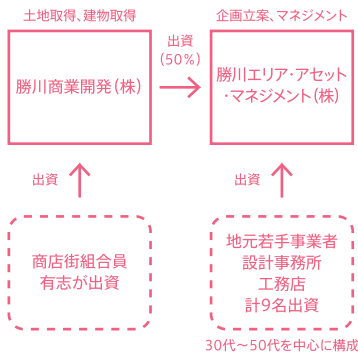 土地取得、建物取得
企画立案、マネジメント
勝川商業開発（株）
出資
（50％）
勝川エリア・アセット
・マネジメント（株）
出資
出資
商店街組合員
有志が出資
地元若手事業者
設計事務所
工務店
計9名出資
30代～50代を中心に構成